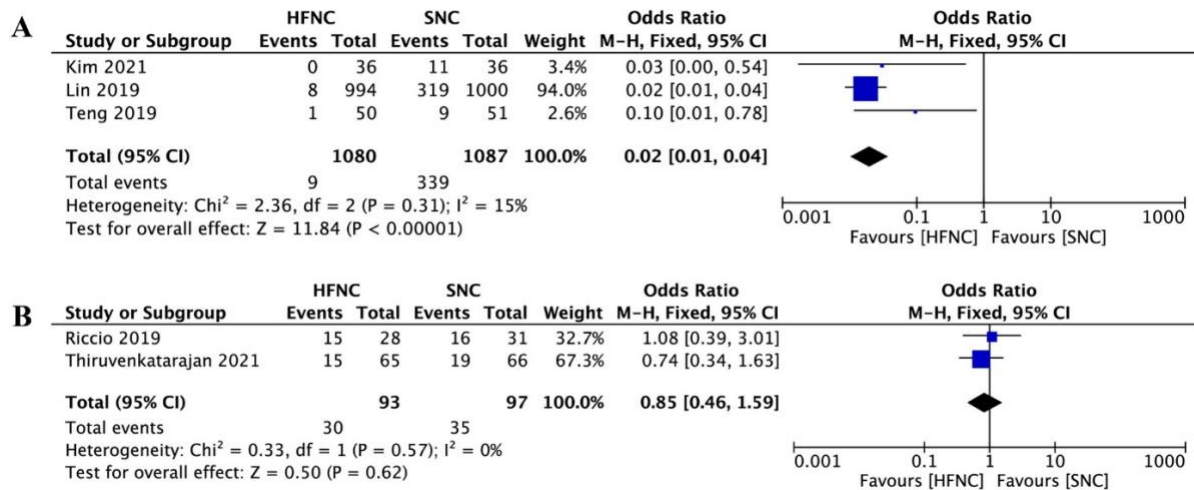 A
HFNC SNC Odds Ratio Odds Ratio
Study or Subgroup Events Total Events Total Weight M-H, Fixed, 95% CI M-H, Fixed, 95% CI
Kim 2021 0 36 11 36 3.4% 0.03 [0.00, 0.54]
Lin 2019 8 994 319 1000 94.0% 0.02 [0.01, 0.04]
Teng 2019 1 50 9 51 2.6% 0.10 [0.01, 0.78]
Total (95% CI) 1080 1087 100.0% 0.02 [0.01, 0.04]
Total events 9 339
Heterogeneity: Chi² = 2.36, df = 2 (P = 0.31); I² = 15%
Test for overall effect: Z = 11.84 (P < 0.00001)
0.001 0.1 1 10 1000
Favours [HFNC] Favours [SNC]
B
HFNC SNC Odds Ratio Odds Ratio
Study or Subgroup Events Total Events Total Weight M-H, Fixed, 95% CI M-H, Fixed, 95% CI
Riccio 2019 15 28 16 31 32.7% 1.08 [0.39, 3.01]
Thiruvenkatarajan 2021 15 65 19 66 67.3% 0.74 [0.34, 1.63]
Total (95% CI) 93 97 100.0% 0.85 [0.46, 1.59]
Total events 30 35
Heterogeneity: Chi² = 0.33, df = 1 (P = 0.57); I² = 0%
Test for overall effect: Z = 0.50 (P = 0.62)
0.001 0.1 1 10 1000
Favours [HFNC] Favours [SNC]